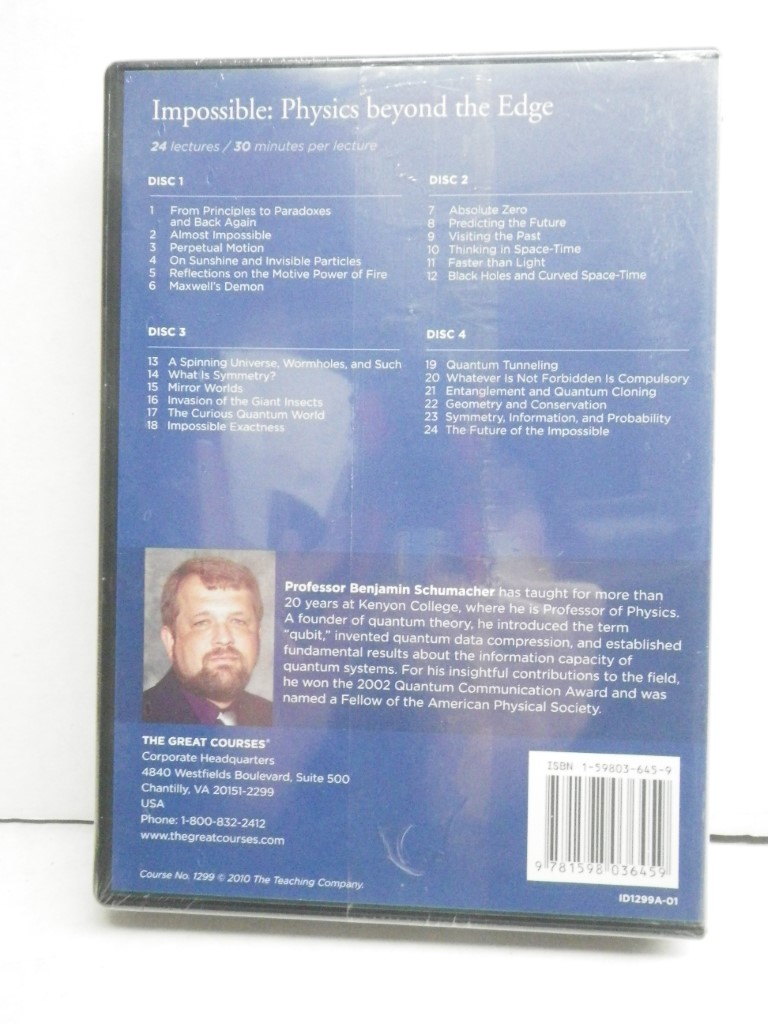 Impossible: Physics beyond the Edge
24 lectures / 30 minutes per lecture
DISC 1
1 From Principles to Paradoxes
and Back Again
2 Almost Impossible
3 Perpetual Motion
4 On Sunshine and Invisible Particles
5 Reflections on the Motive Power of Fire
6 Maxwell's Demon
DISC 2
7 Absolute Zero
8 Predicting the Future
9 Visiting the Past
10 Thinking in Space-Time
11 Faster than Light
12 Black Holes and Curved Space-Time
DISC 3
13 A Spinning Universe, Wormholes, and Such
14 What Is Symmetry?
15 Mirror Worlds
16 Invasion of the Giant Insects
17 The Curious Quantum World
18 Impossible Exactness
DISC 4
19 Quantum Tunneling
20 Whatever Is Not Forbidden Is Compulsory
21 Entanglement and Quantum Cloning
22 Geometry and Conservation
23 Symmetry, Information, and Probability
24 The Future of the Impossible
Professor Benjamin Schumacher has taught for more than
20 years at Kenyon College, where he is Professor of Physics.
A founder of quantum theory, he introduced the term
"qubit," invented quantum data compression, and established
fundamental results about the information capacity of
quantum systems. For his insightful contributions to the field,
he won the 2002 Quantum Communication Award and was
named a Fellow of the American Physical Society.
THE GREAT COURSES®
Corporate Headquarters
4840 Westfields Boulevard, Suite 500
Chantilly, VA 20151-2299
USA
Phone: 1-800-832-2412
www.thegreatcourses.com
Course No. 1299 © 2010 The Teaching Company.
ISBN 1-59803-645-9
9 781598 036459
ID1299A-01